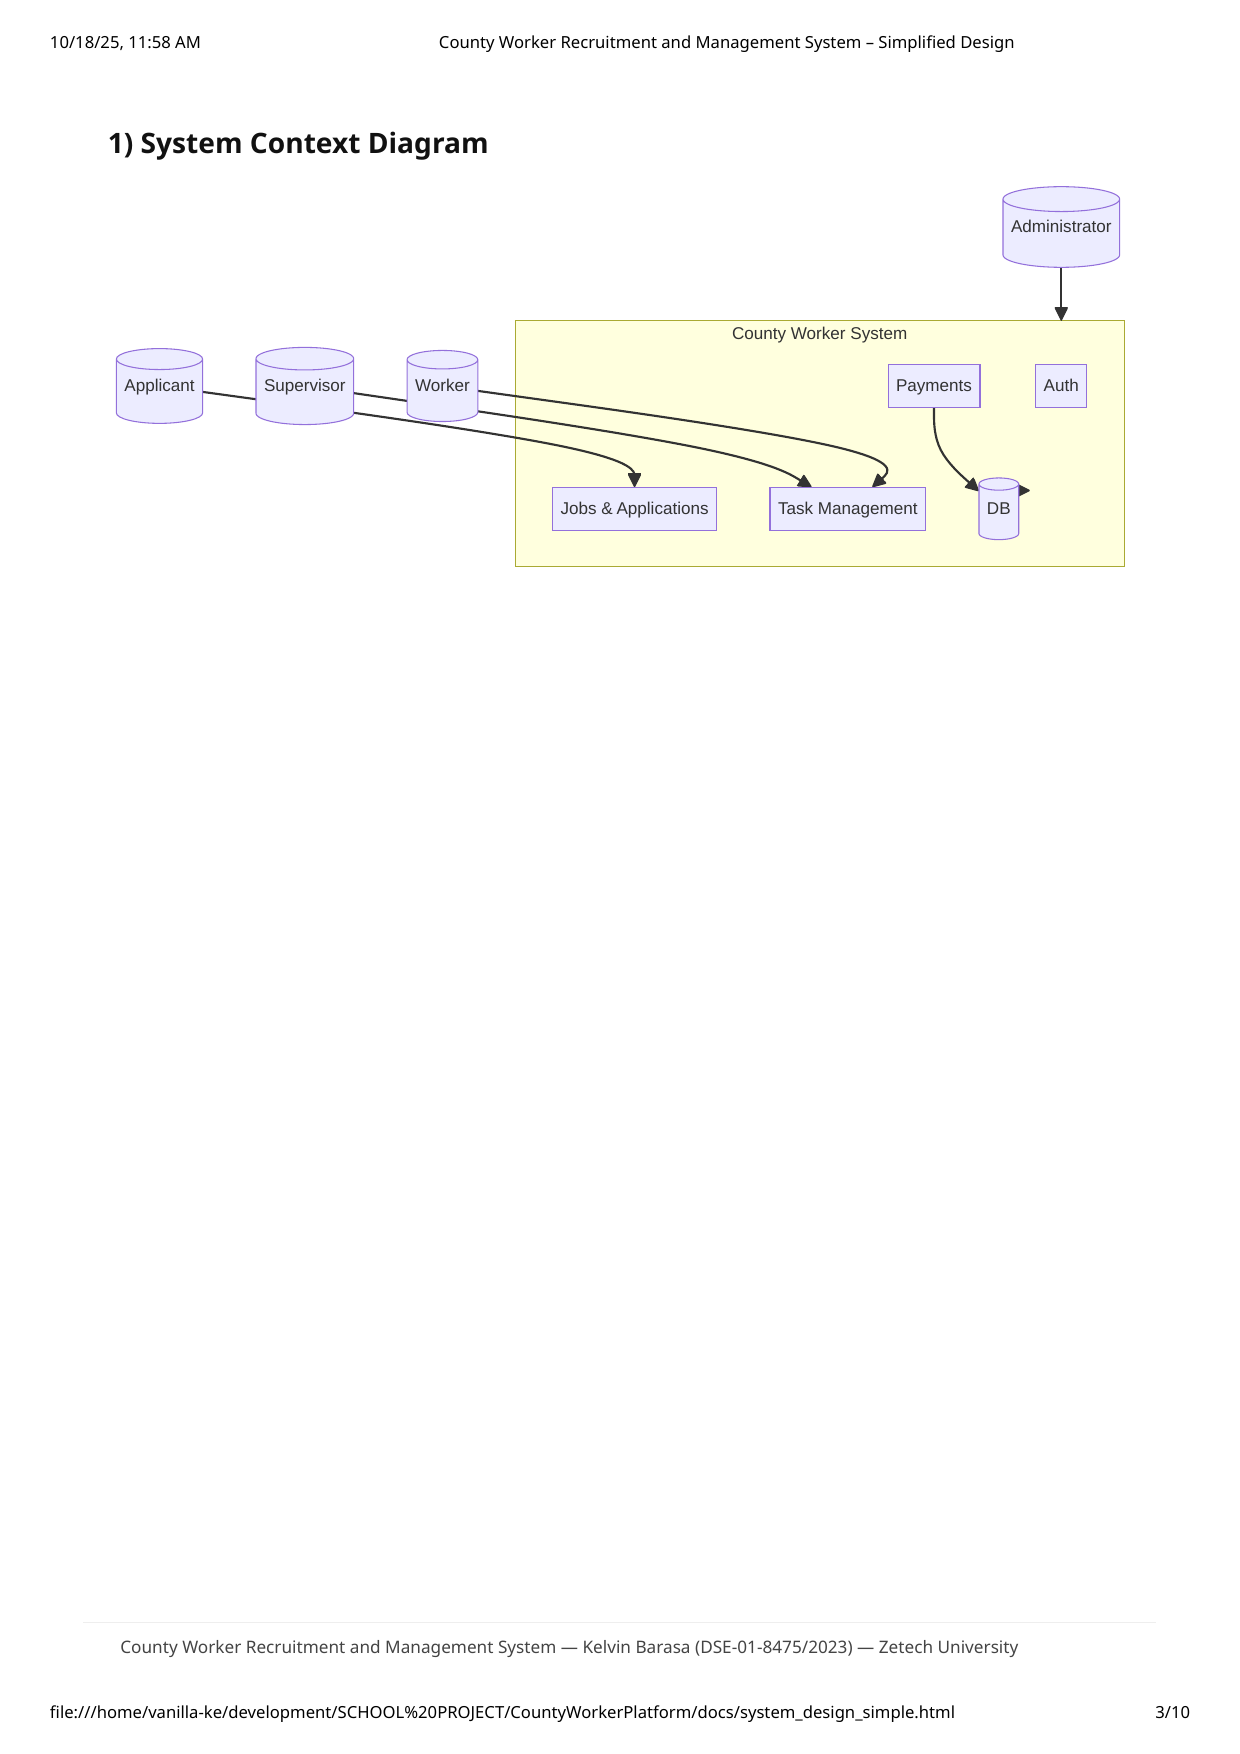 10/18/25, 11:58 AM
County Worker Recruitment and Management System – Simplified Design
1) System Context Diagram
Administrator
County Worker System
Applicant
Supervisor
Worker
Payments
Auth
Jobs & Applications
Task Management
DB
County Worker Recruitment and Management System — Kelvin Barasa (DSE-01-8475/2023) — Zetech University
file:///home/vanilla-ke/development/SCHOOL%20PROJECT/CountyWorkerPlatform/docs/system_design_simple.html
3/10